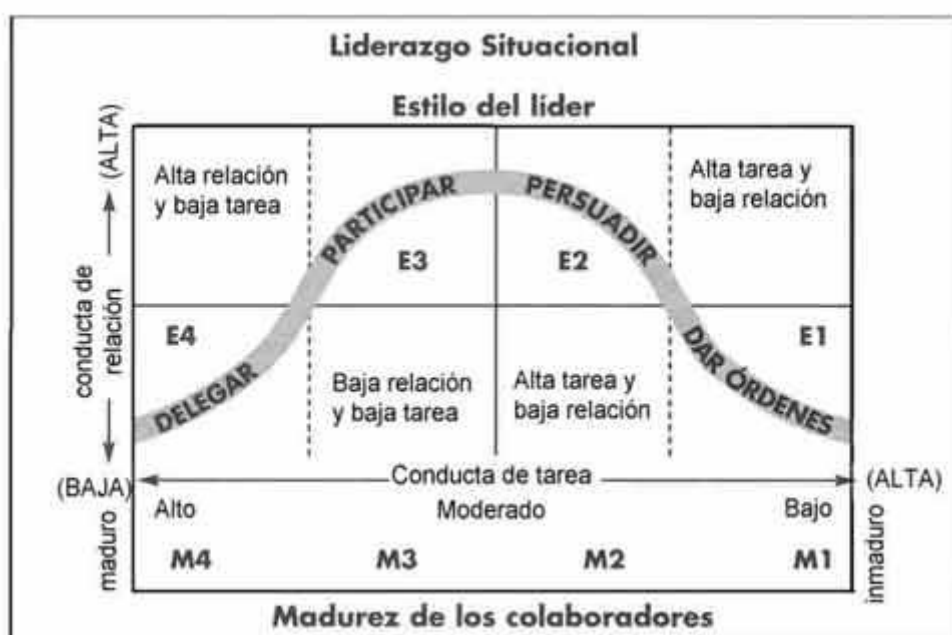 Liderazgo Situacional
Estilo del líder
(ALTA)
conducta de
relación
(BAJA)
Alta relación
y baja tarea
PARTICIPAR
PERSUADIR
Alta tarea y
baja relación
E3
E2
E4
E1
DELEGAR
Baja relación
y baja tarea
Alta tarea y
baja relación
DAR ÓRDENES
Conducta de tarea
(ALTA)
maduro
Alto
Moderado
Bajo
inmaduro
M4
M3
M2
M1
Madurez de los colaboradores